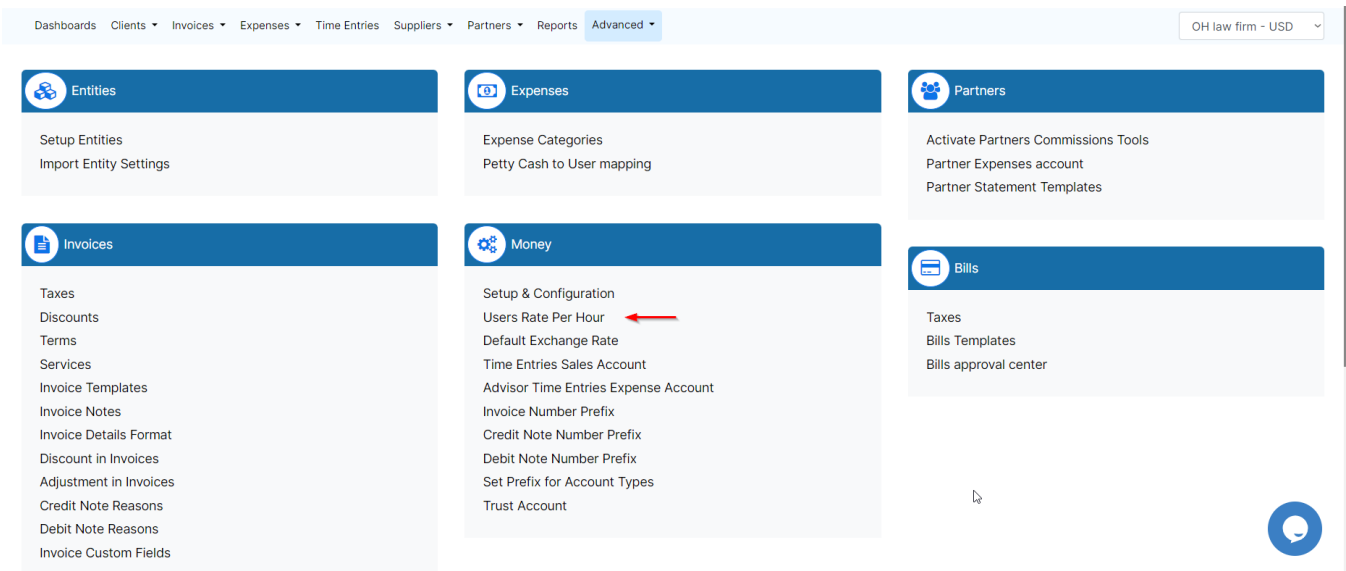 Dashboards Clients Invoices Expenses Time Entries Suppliers Partners Reports Advanced OH law firm - USD
Entities
Setup Entities
Import Entity Settings
Expenses
Expense Categories
Petty Cash to User mapping
Partners
Activate Partners Commissions Tools
Partner Expenses account
Partner Statement Templates
Invoices
Taxes
Discounts
Terms
Services
Invoice Templates
Invoice Notes
Invoice Details Format
Discount in Invoices
Adjustment in Invoices
Credit Note Reasons
Debit Note Reasons
Invoice Custom Fields
Money
Setup & Configuration
Users Rate Per Hour
Default Exchange Rate
Time Entries Sales Account
Advisor Time Entries Expense Account
Invoice Number Prefix
Credit Note Number Prefix
Debit Note Number Prefix
Set Prefix for Account Types
Trust Account
Bills
Taxes
Bills Templates
Bills approval center